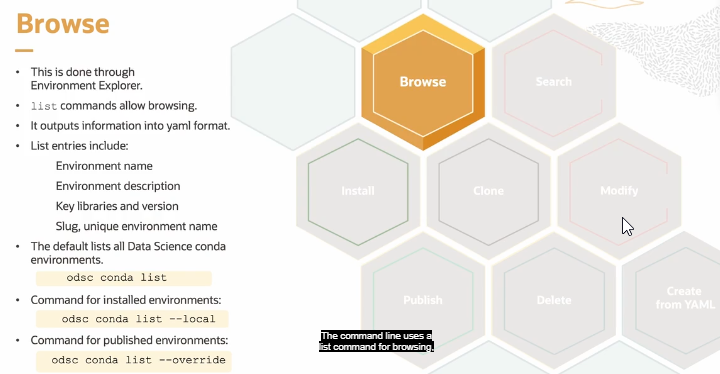 Browse
• This is done through
Environment Explorer.
• list commands allow browsing.
• It outputs information into yaml format.
• List entries include:
Environment name
Environment description
Key libraries and version
Slug, unique environment name
• The default lists all Data Science conda
environments.
odsc conda list
• Command for installed environments:
odsc conda list --local
• Command for published environments:
odsc conda list --override
Browse
Search
Install
Clone
Modify
Publish
Delete
Create
from YAML
The command line uses a
list command for browsing.